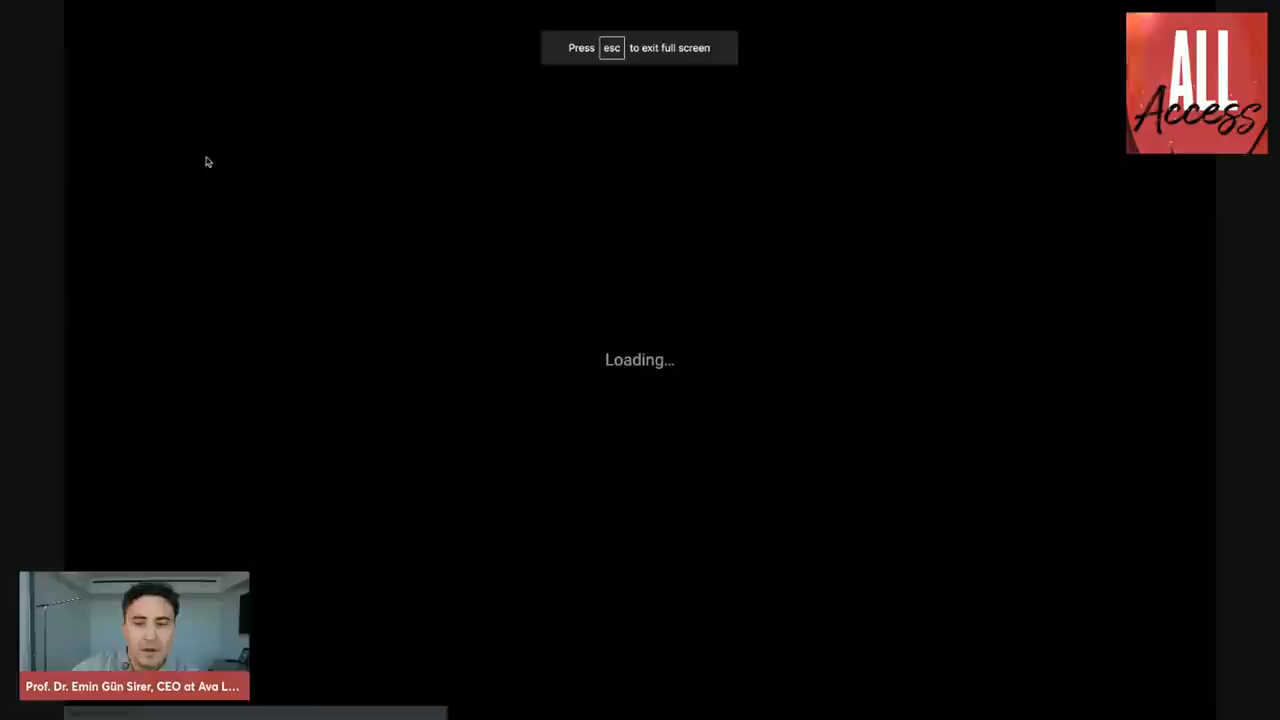 Press esc to exit full screen
ALL
Access
Loading...
Prof. Dr. Emin Gün Sirer, CEO at Ava L...